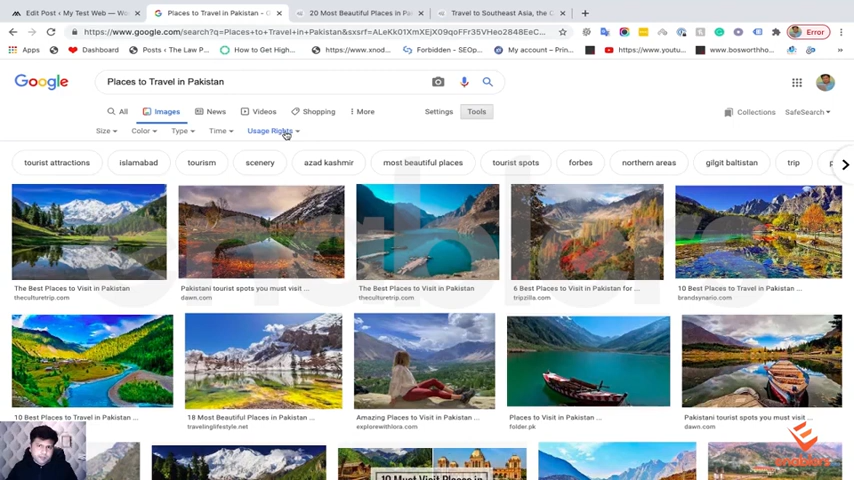 Edit Post ‹ My Test Web — Wo
Places to Travel in Pakistan - G
20 Most Beautiful Places in Pa
Travel to Southeast Asia, the C
https://www.google.com/search?q=Places+to+Travel+in+Pakistan&sxsrf=ALeKk01XmXEjX09qoFFr35VHeo2848EeC...
Error
Apps
Dashboard
Posts ‹ The Law P...
How to Get High...
https://www.xnod...
Forbidden - SEOp...
My account – Prin...
https://www.youtu...
www.bosworthho...
Google
Places to Travel in Pakistan
All
Images
News
Videos
Shopping
More
Settings
Tools
Collections
SafeSearch
Size
Color
Type
Time
Usage Rights
tourist attractions
islamabad
tourism
scenery
azad kashmir
most beautiful places
tourist spots
forbes
northern areas
gilgit baltistan
trip
The Best Places to Visit in Pakistan
theculturetrip.com
Pakistani tourist spots you must visit ...
dawn.com
The Best Places to Visit in Pakistan
theculturetrip.com
6 Best Places to Visit in Pakistan for ...
tripzilla.com
10 Best Places to Travel in Pakistan ...
brandsynario.com
10 Best Places to Travel in Pakistan ...
18 Most Beautiful Places in Pakistan ...
travelinglifestyle.net
Amazing Places to Visit in Pakistan ...
explorewithlora.com
Places to Visit in Pakistan ...
folder.pk
Pakistani tourist spots you must visit ...
dawn.com
10 Must Visit Places in
enablers